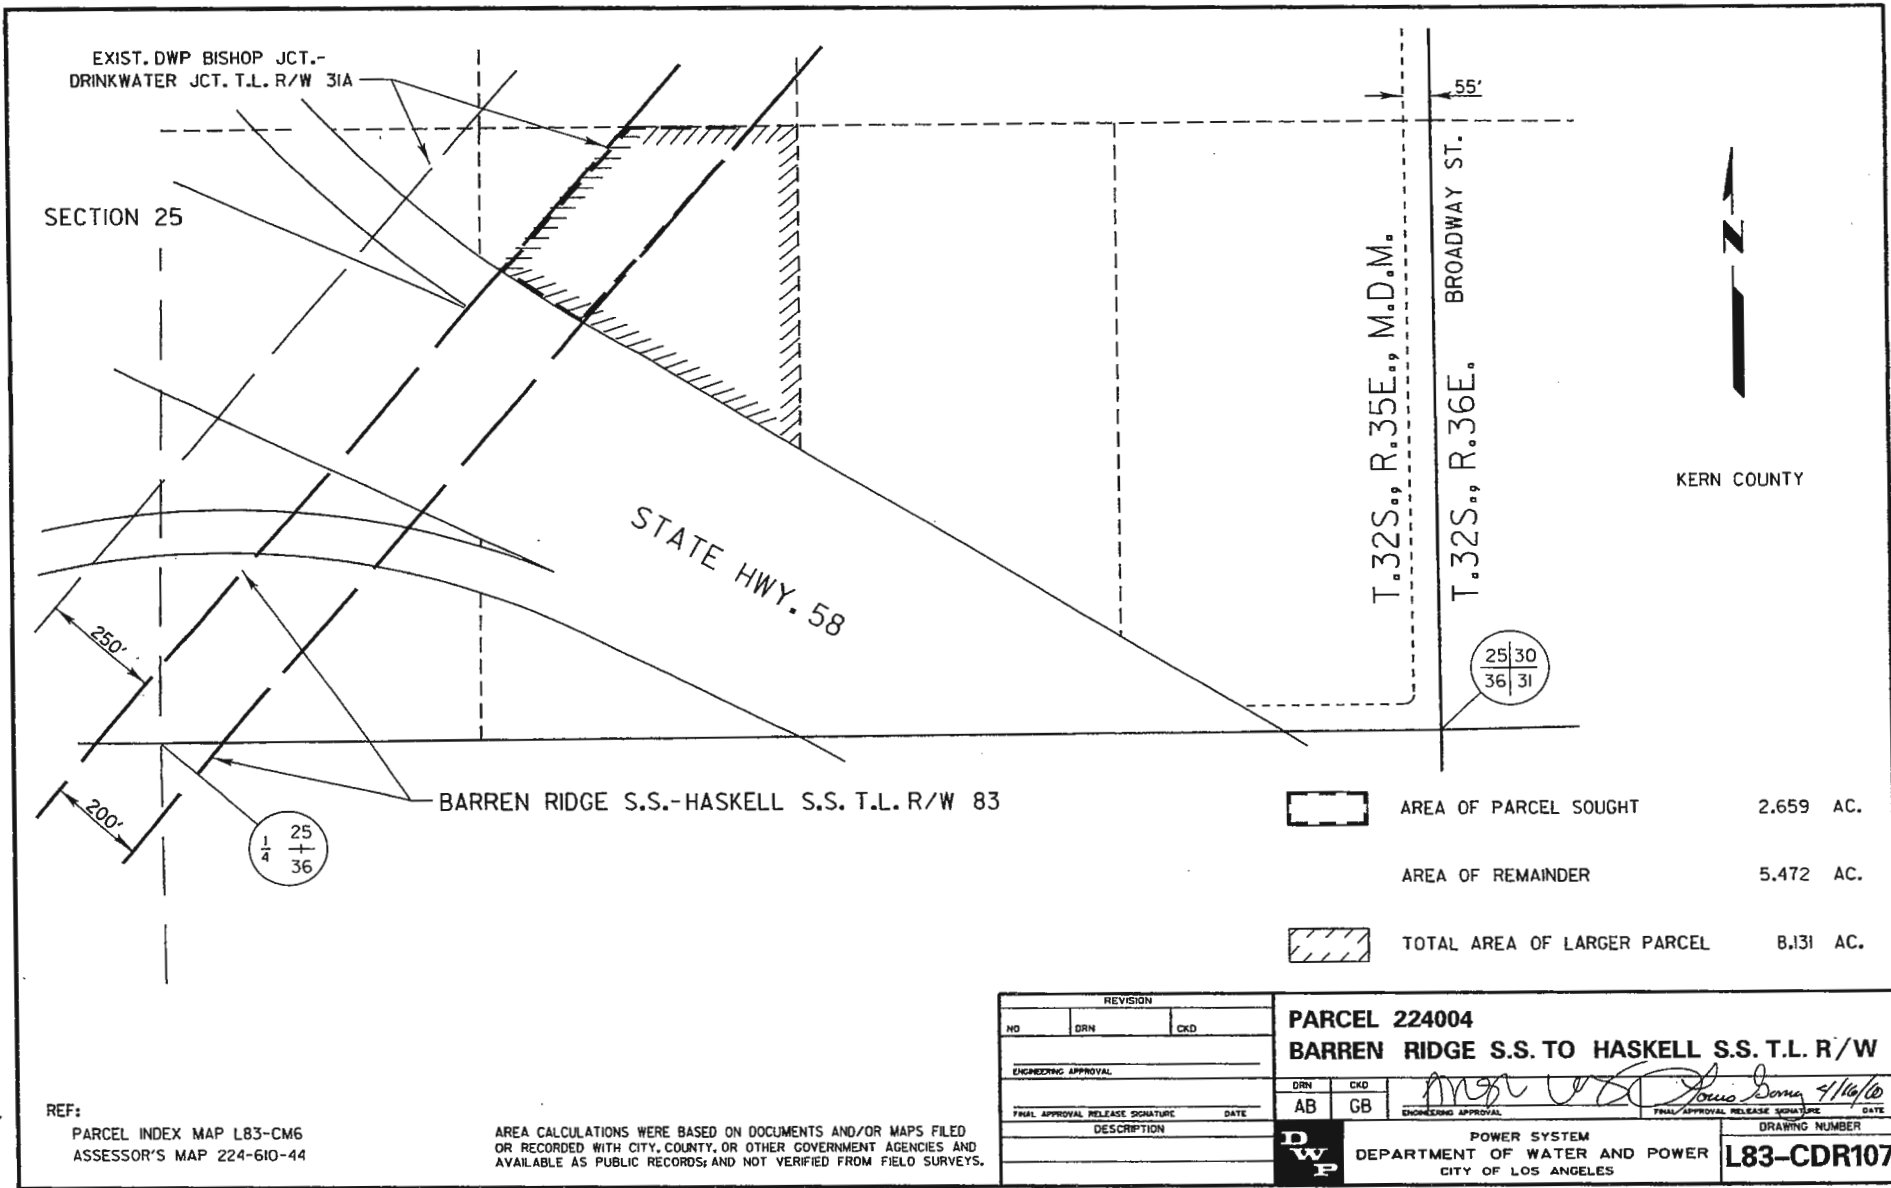 EXIST. DWP BISHOP JCT.-
DRINKWATER JCT. T.L. R/W 31A
SECTION 25
55'
BROADWAY ST.
T.32S., R.35E., M.D.M.
T.32S., R.36E.
N
KERN COUNTY
STATE HWY. 58
250'
200'
25 30
36 31
1/4 25
36
BARREN RIDGE S.S.-HASKELL S.S. T.L. R/W 83
AREA OF PARCEL SOUGHT 2.659 AC.
AREA OF REMAINDER 5.472 AC.
TOTAL AREA OF LARGER PARCEL 8.131 AC.
REF:
PARCEL INDEX MAP L83-CM6
ASSESSOR'S MAP 224-610-44
AREA CALCULATIONS WERE BASED ON DOCUMENTS AND/OR MAPS FILED
OR RECORDED WITH CITY, COUNTY, OR OTHER GOVERNMENT AGENCIES AND
AVAILABLE AS PUBLIC RECORDS; AND NOT VERIFIED FROM FIELD SURVEYS.
REVISION
NO DRN CKD
ENGINEERING APPROVAL
FINAL APPROVAL RELEASE SIGNATURE DATE
DESCRIPTION
PARCEL 224004
BARREN RIDGE S.S. TO HASKELL S.S. T.L. R/W
DRN CKD
AB GB
ENGINEERING APPROVAL
FINAL APPROVAL RELEASE SIGNATURE DATE
DWP
POWER SYSTEM
DEPARTMENT OF WATER AND POWER
CITY OF LOS ANGELES
DRAWING NUMBER
L83-CDR107